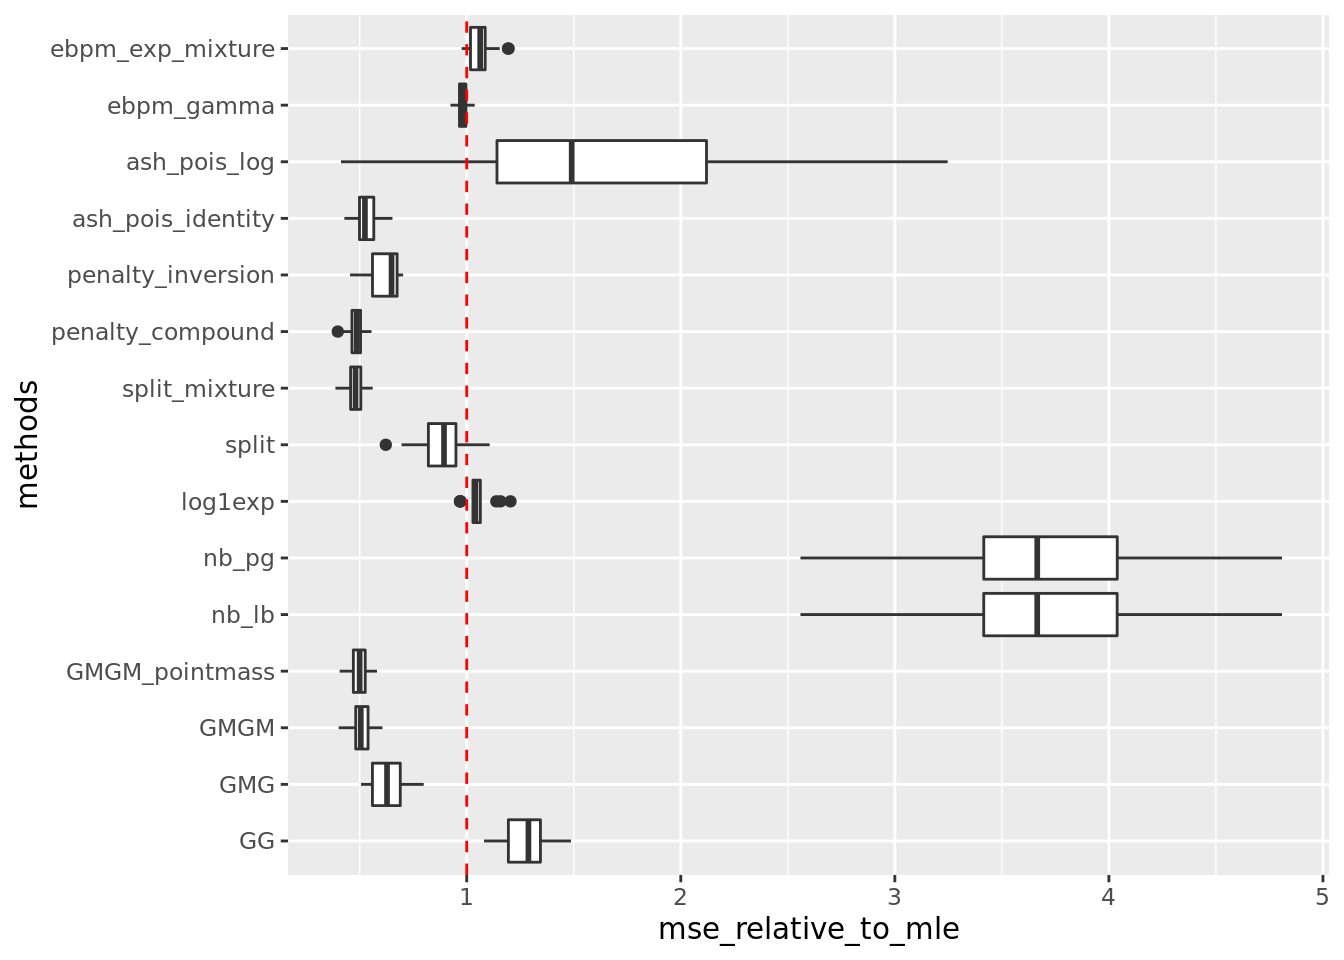 ebpm_exp_mixture
ebpm_gamma
ash_pois_log
ash_pois_identity
penalty_inversion
penalty_compound
split_mixture
split
log1exp
nb_pg
nb_lb
GMGM_pointmass
GMGM
GMG
GG
methods
1 2 3 4 5
mse_relative_to_mle